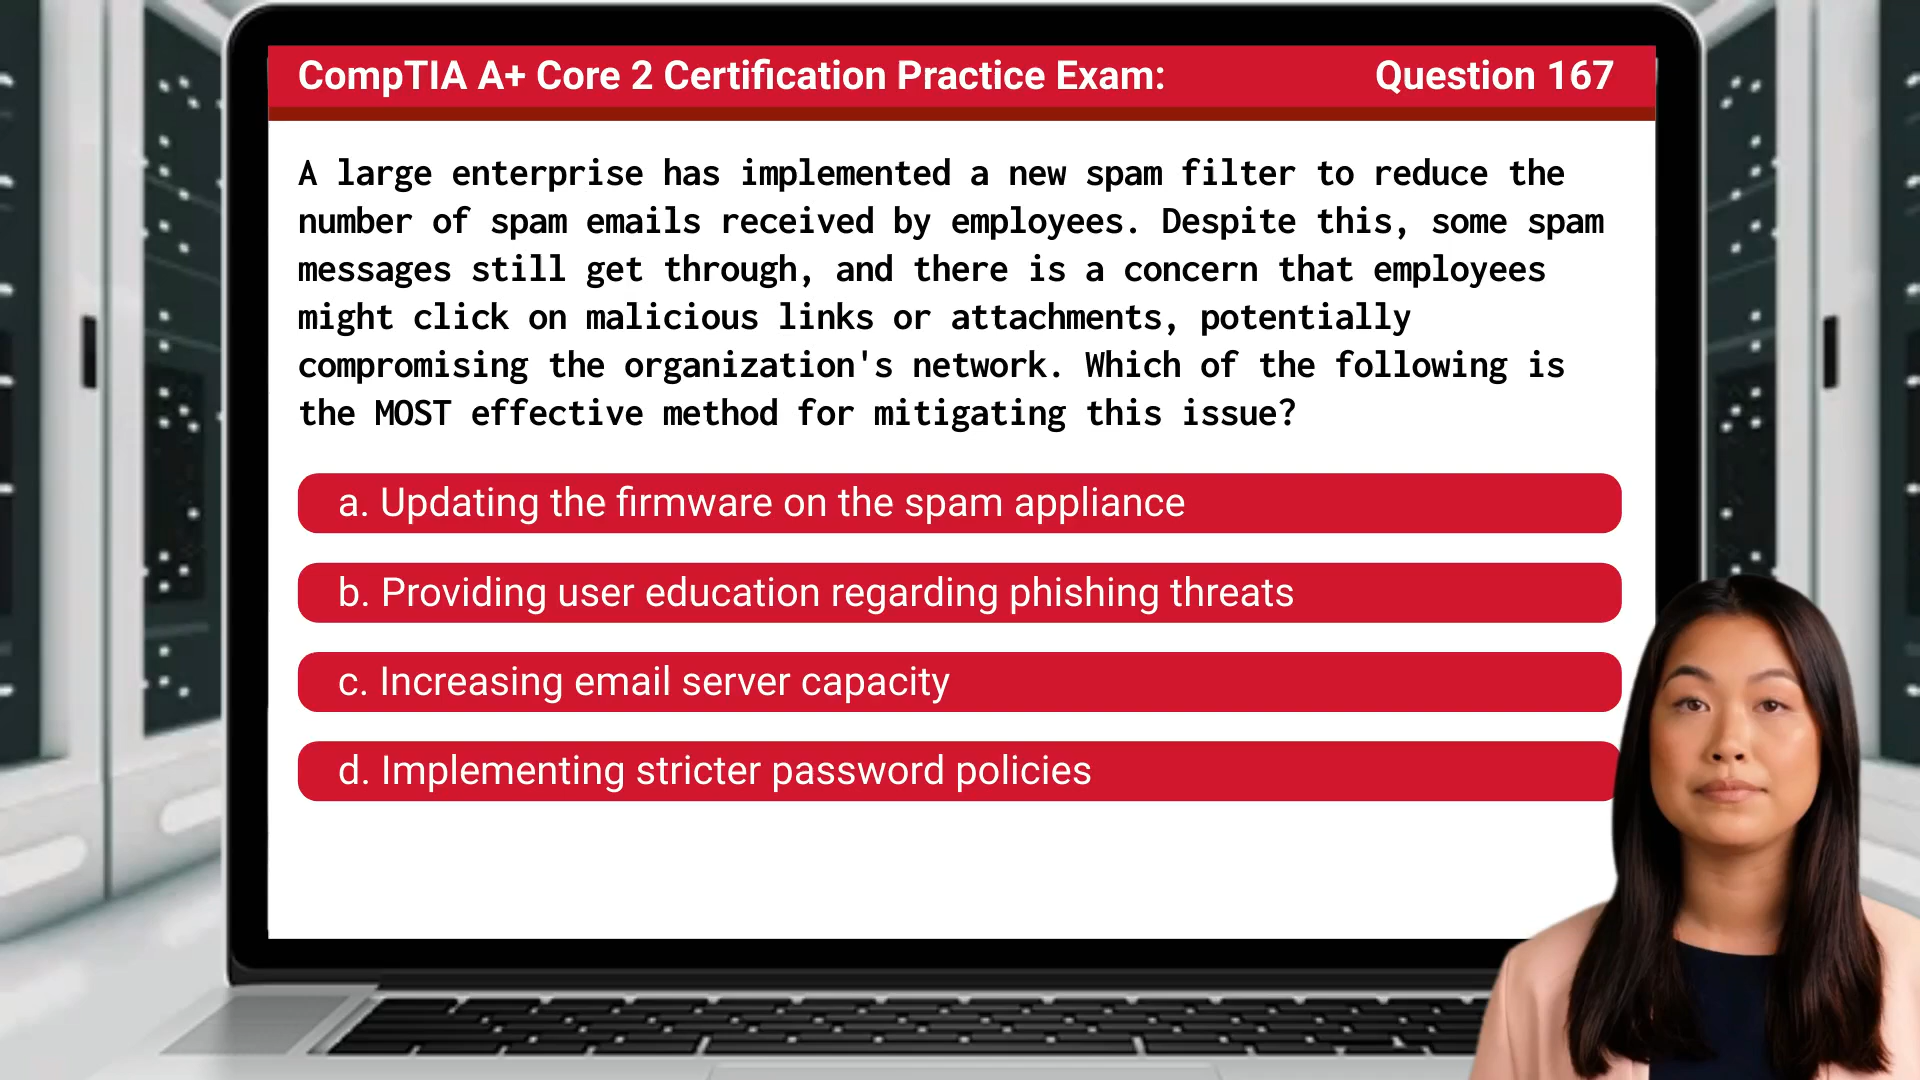 CompTIA A+ Core 2 Certification Practice Exam:
Question 167
A large enterprise has implemented a new spam filter to reduce the
number of spam emails received by employees. Despite this, some spam
messages still get through, and there is a concern that employees
might click on malicious links or attachments, potentially
compromising the organization's network. Which of the following is
the MOST effective method for mitigating this issue?
a. Updating the firmware on the spam appliance
b. Providing user education regarding phishing threats
c. Increasing email server capacity
d. Implementing stricter password policies